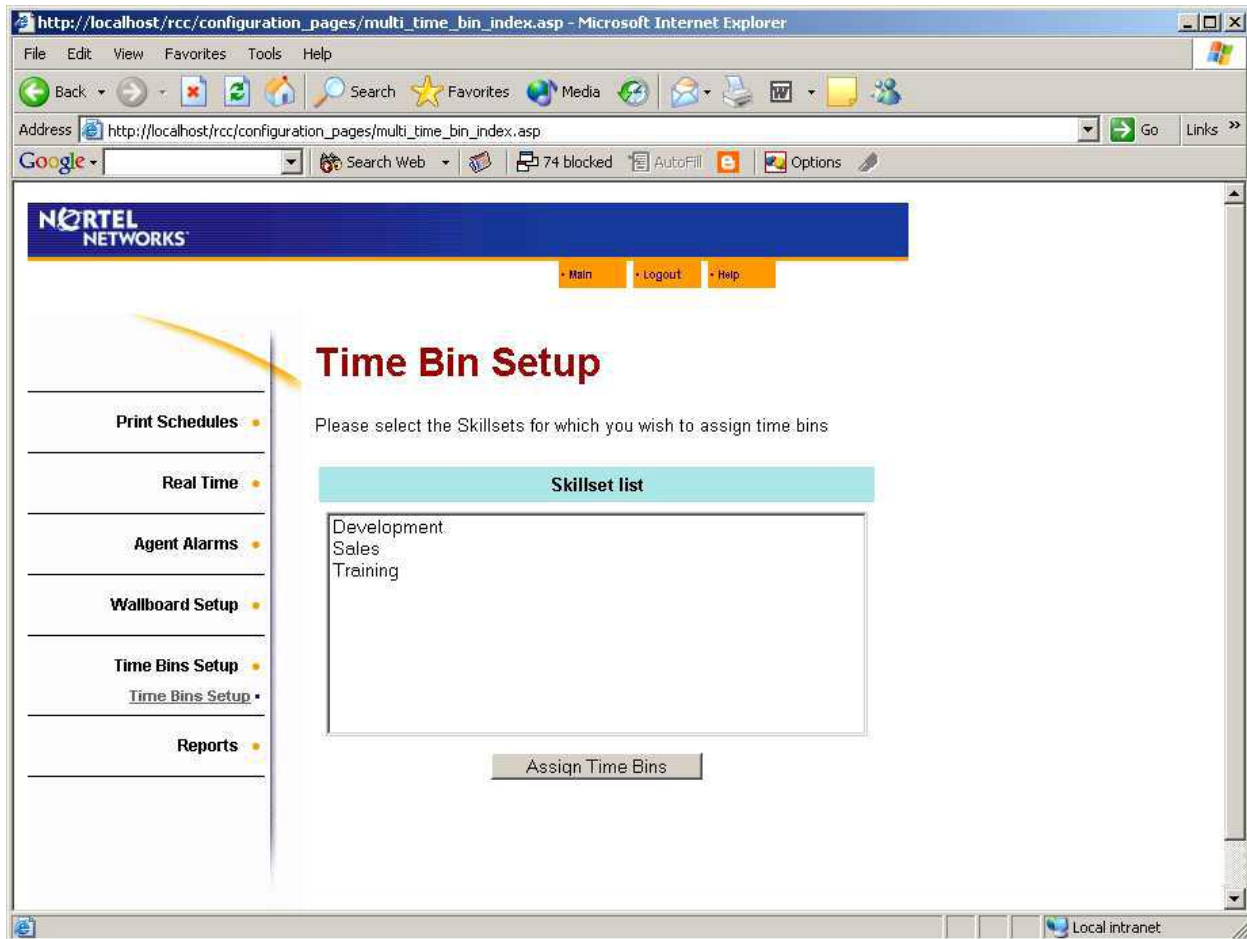 http://localhost/rcc/configuration_pages/multi_time_bin_index.asp - Microsoft Internet Explorer
File Edit View Favorites Tools Help
Back Search Favorites Media
Address http://localhost/rcc/configuration_pages/multi_time_bin_index.asp Go Links »
Google Search Web 74 blocked AutoFill Options
NORTEL
NETWORKS
• Main • Logout • Help
Time Bin Setup
Please select the Skillsets for which you wish to assign time bins
Print Schedules
Real Time
Agent Alarms
Wallboard Setup
Time Bins Setup
Time Bins Setup
Reports
Skillset list
Development
Sales
Training
Assign Time Bins
Local intranet